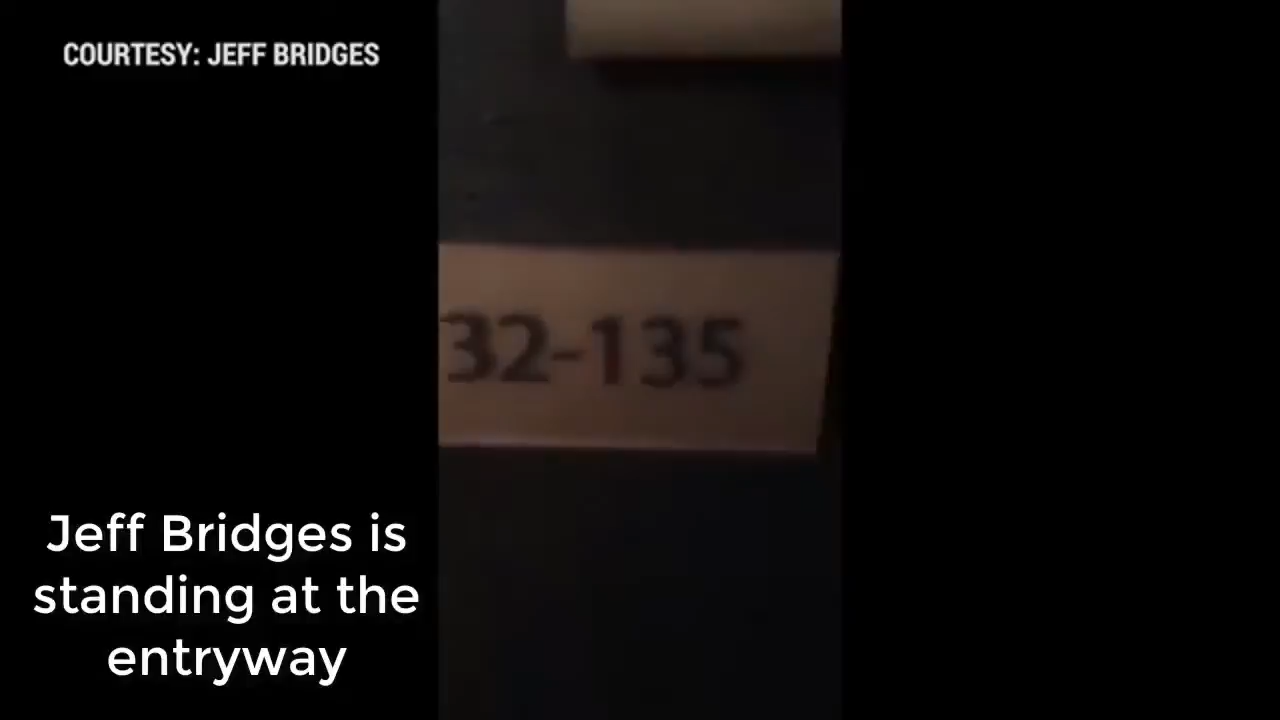 COURTESY: JEFF BRIDGES
32-135
Jeff Bridges is
standing at the
entryway